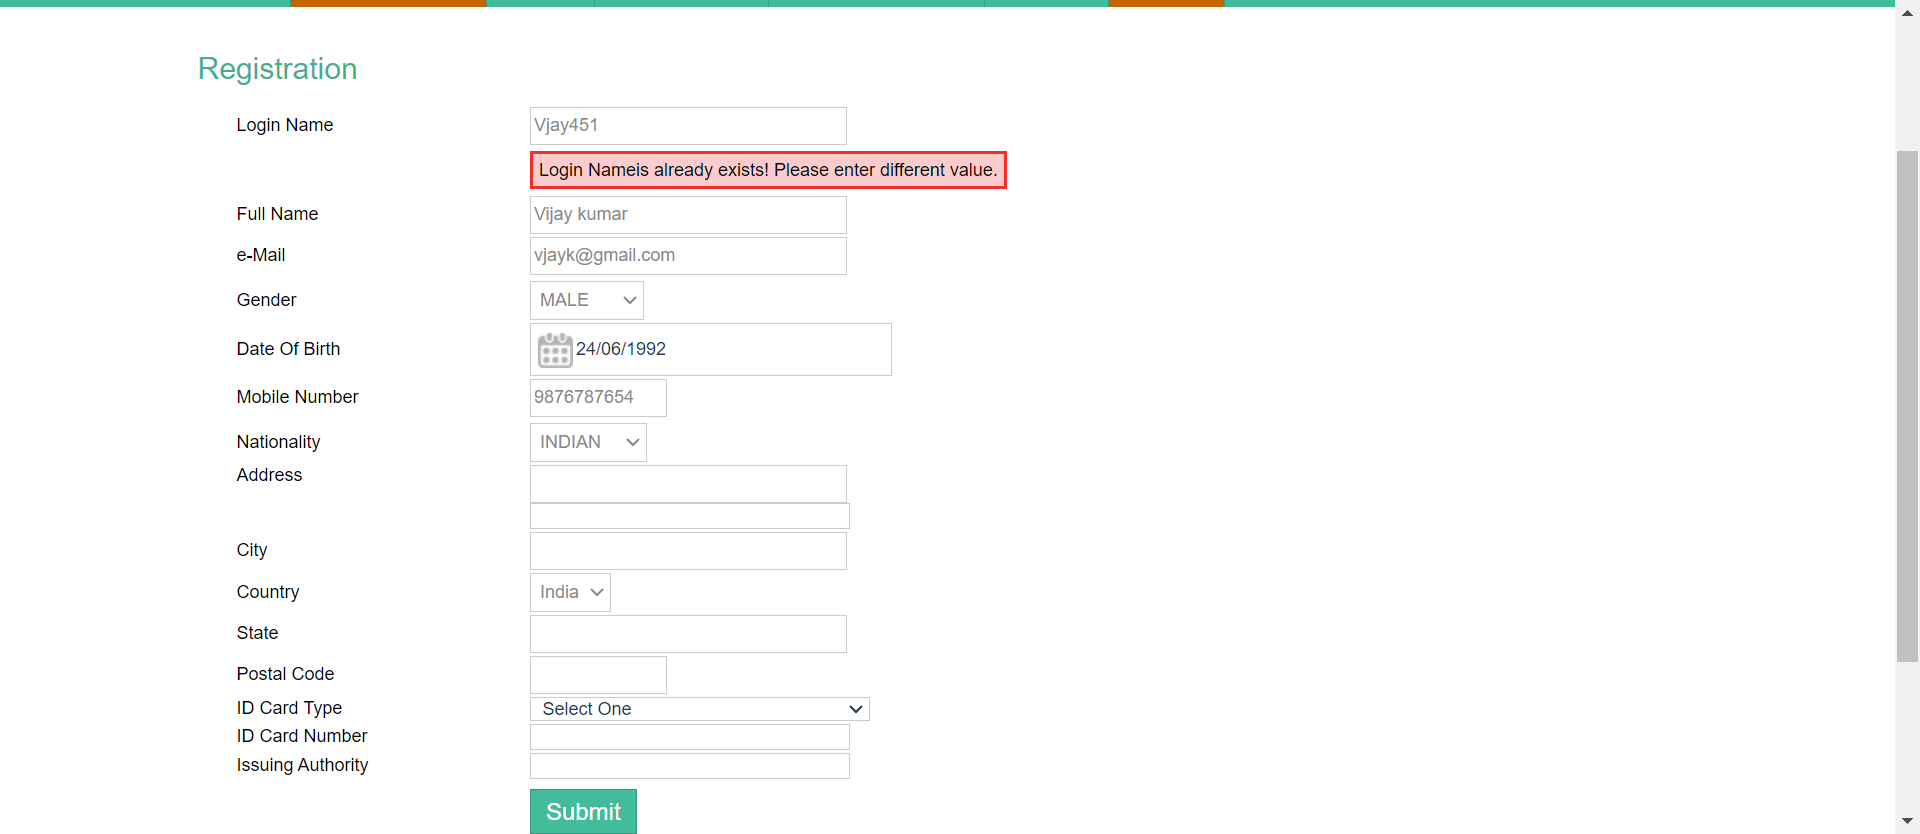 Registration
Login Name Vjay451
Login Nameis already exists! Please enter different value.
Full Name Vijay kumar
e-Mail vjayk@gmail.com
Gender MALE
Date Of Birth 24/06/1992
Mobile Number 9876787654
Nationality INDIAN
Address
City
Country India
State
Postal Code
ID Card Type Select One
ID Card Number
Issuing Authority
Submit